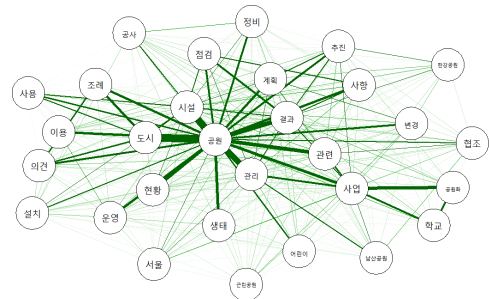 정비
공사
추진
점검
한강공원
계획
사항
조례
사용
시설
결과
변경
이용
도시
공원
협조
의견
관련
관리
현황
사업
공원화
설치
운영
생태
학교
서울
어린이
남산공원
근린공원